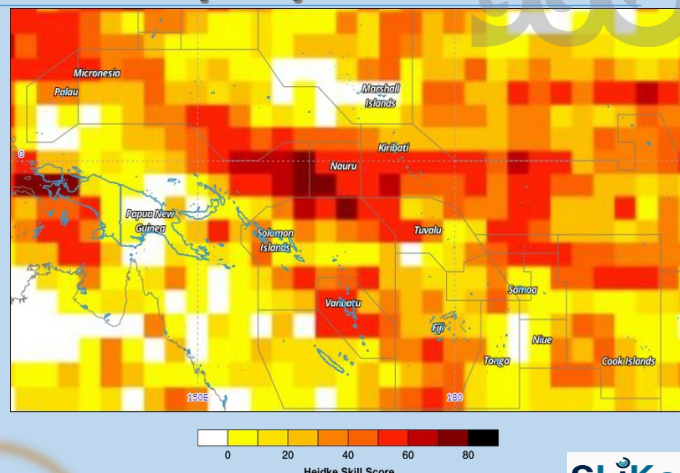 Micronesia
Palau
Marshall
Islands
Kiribati
0
Nauru
Papua New
Guinea
Solomon
Islands
Tuvalu
Samoa
Vanuatu
Fiji
Niue
Tonga
Cook Islands
150E
180
0 20 40 60 80
Heidke Skill Score